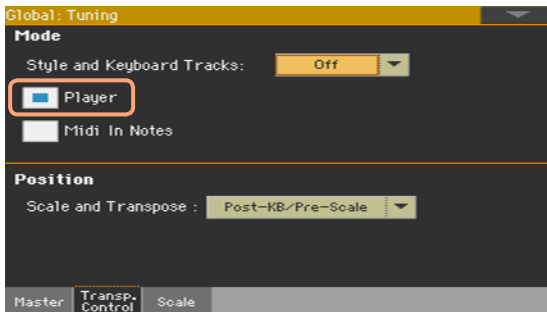 Global: Tuning
Mode
Style and Keyboard Tracks: Off
Player
Midi In Notes
Position
Scale and Transpose : Post-KB/Pre-Scale
Master Transp. Control Scale